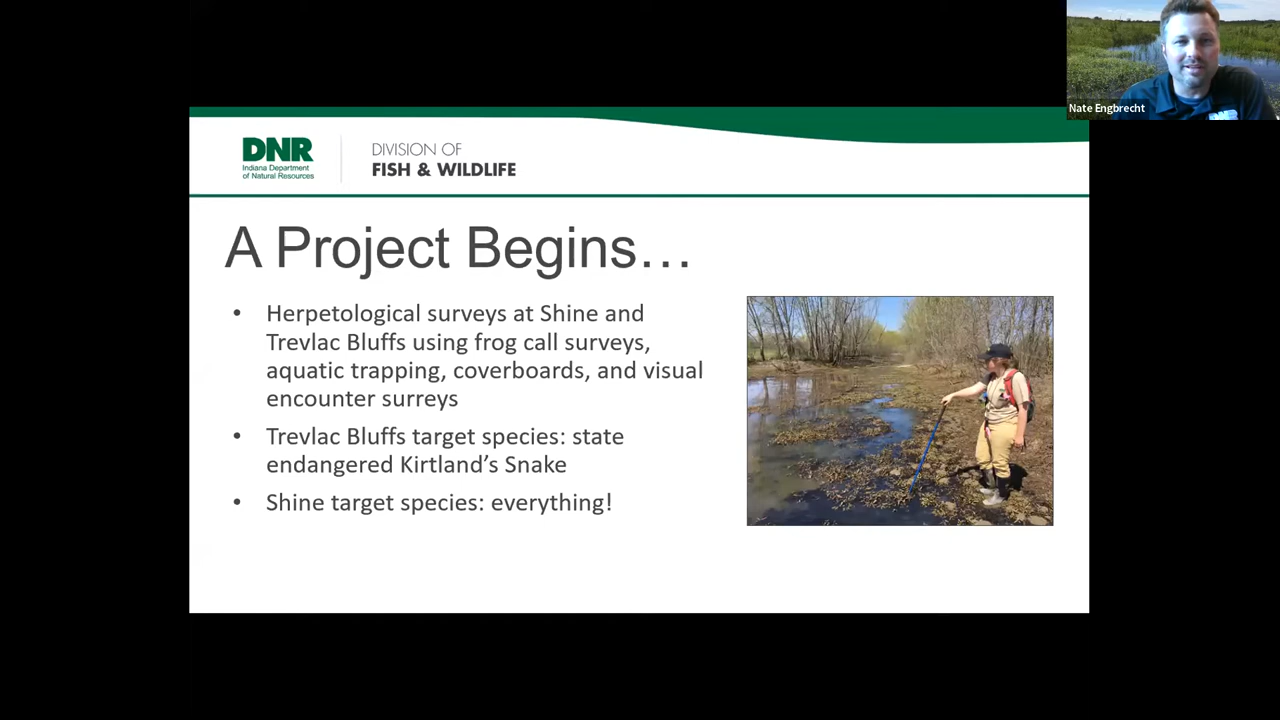 Nate Engbrecht
DNR
Indiana Department
of Natural Resources
DIVISION OF
FISH & WILDLIFE
A Project Begins...
• Herpetological surveys at Shine and
Trevlac Bluffs using frog call surveys,
aquatic trapping, coverboards, and visual
encounter surreys
• Trevlac Bluffs target species: state
endangered Kirtland's Snake
• Shine target species: everything!